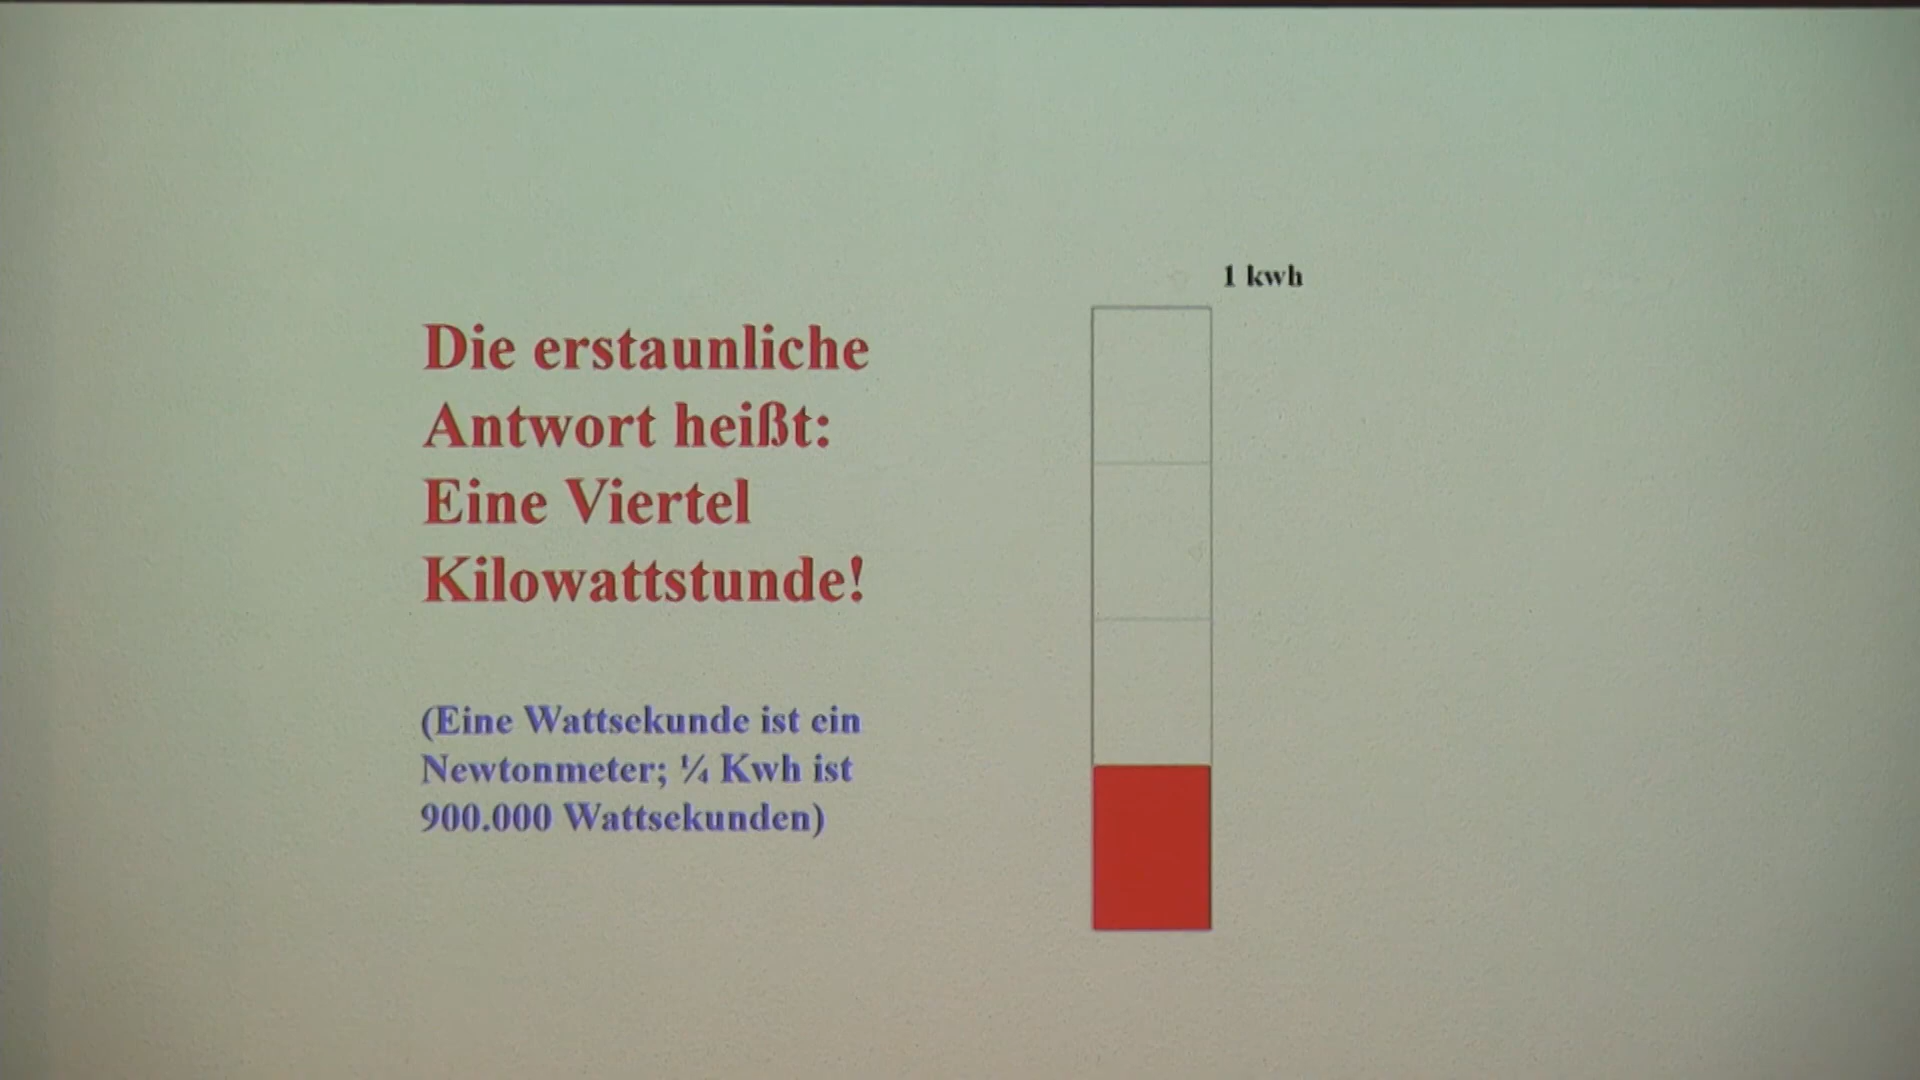 1 kwh
Die erstaunliche
Antwort heißt:
Eine Viertel
Kilowattstunde!
(Eine Wattsekunde ist ein
Newtonmeter; ¼ Kwh ist
900.000 Wattsekunden)